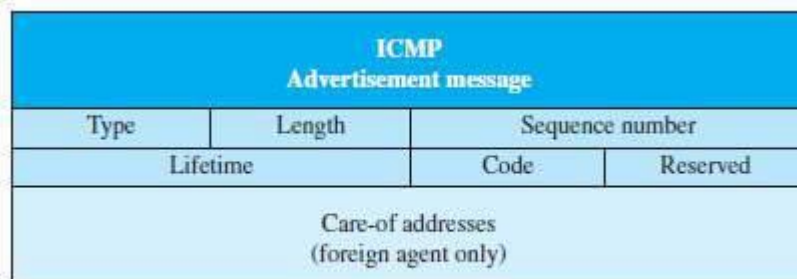 ICMP
Advertisement message
Type Length Sequence number
Lifetime Code Reserved
Care-of addresses
(foreign agent only)